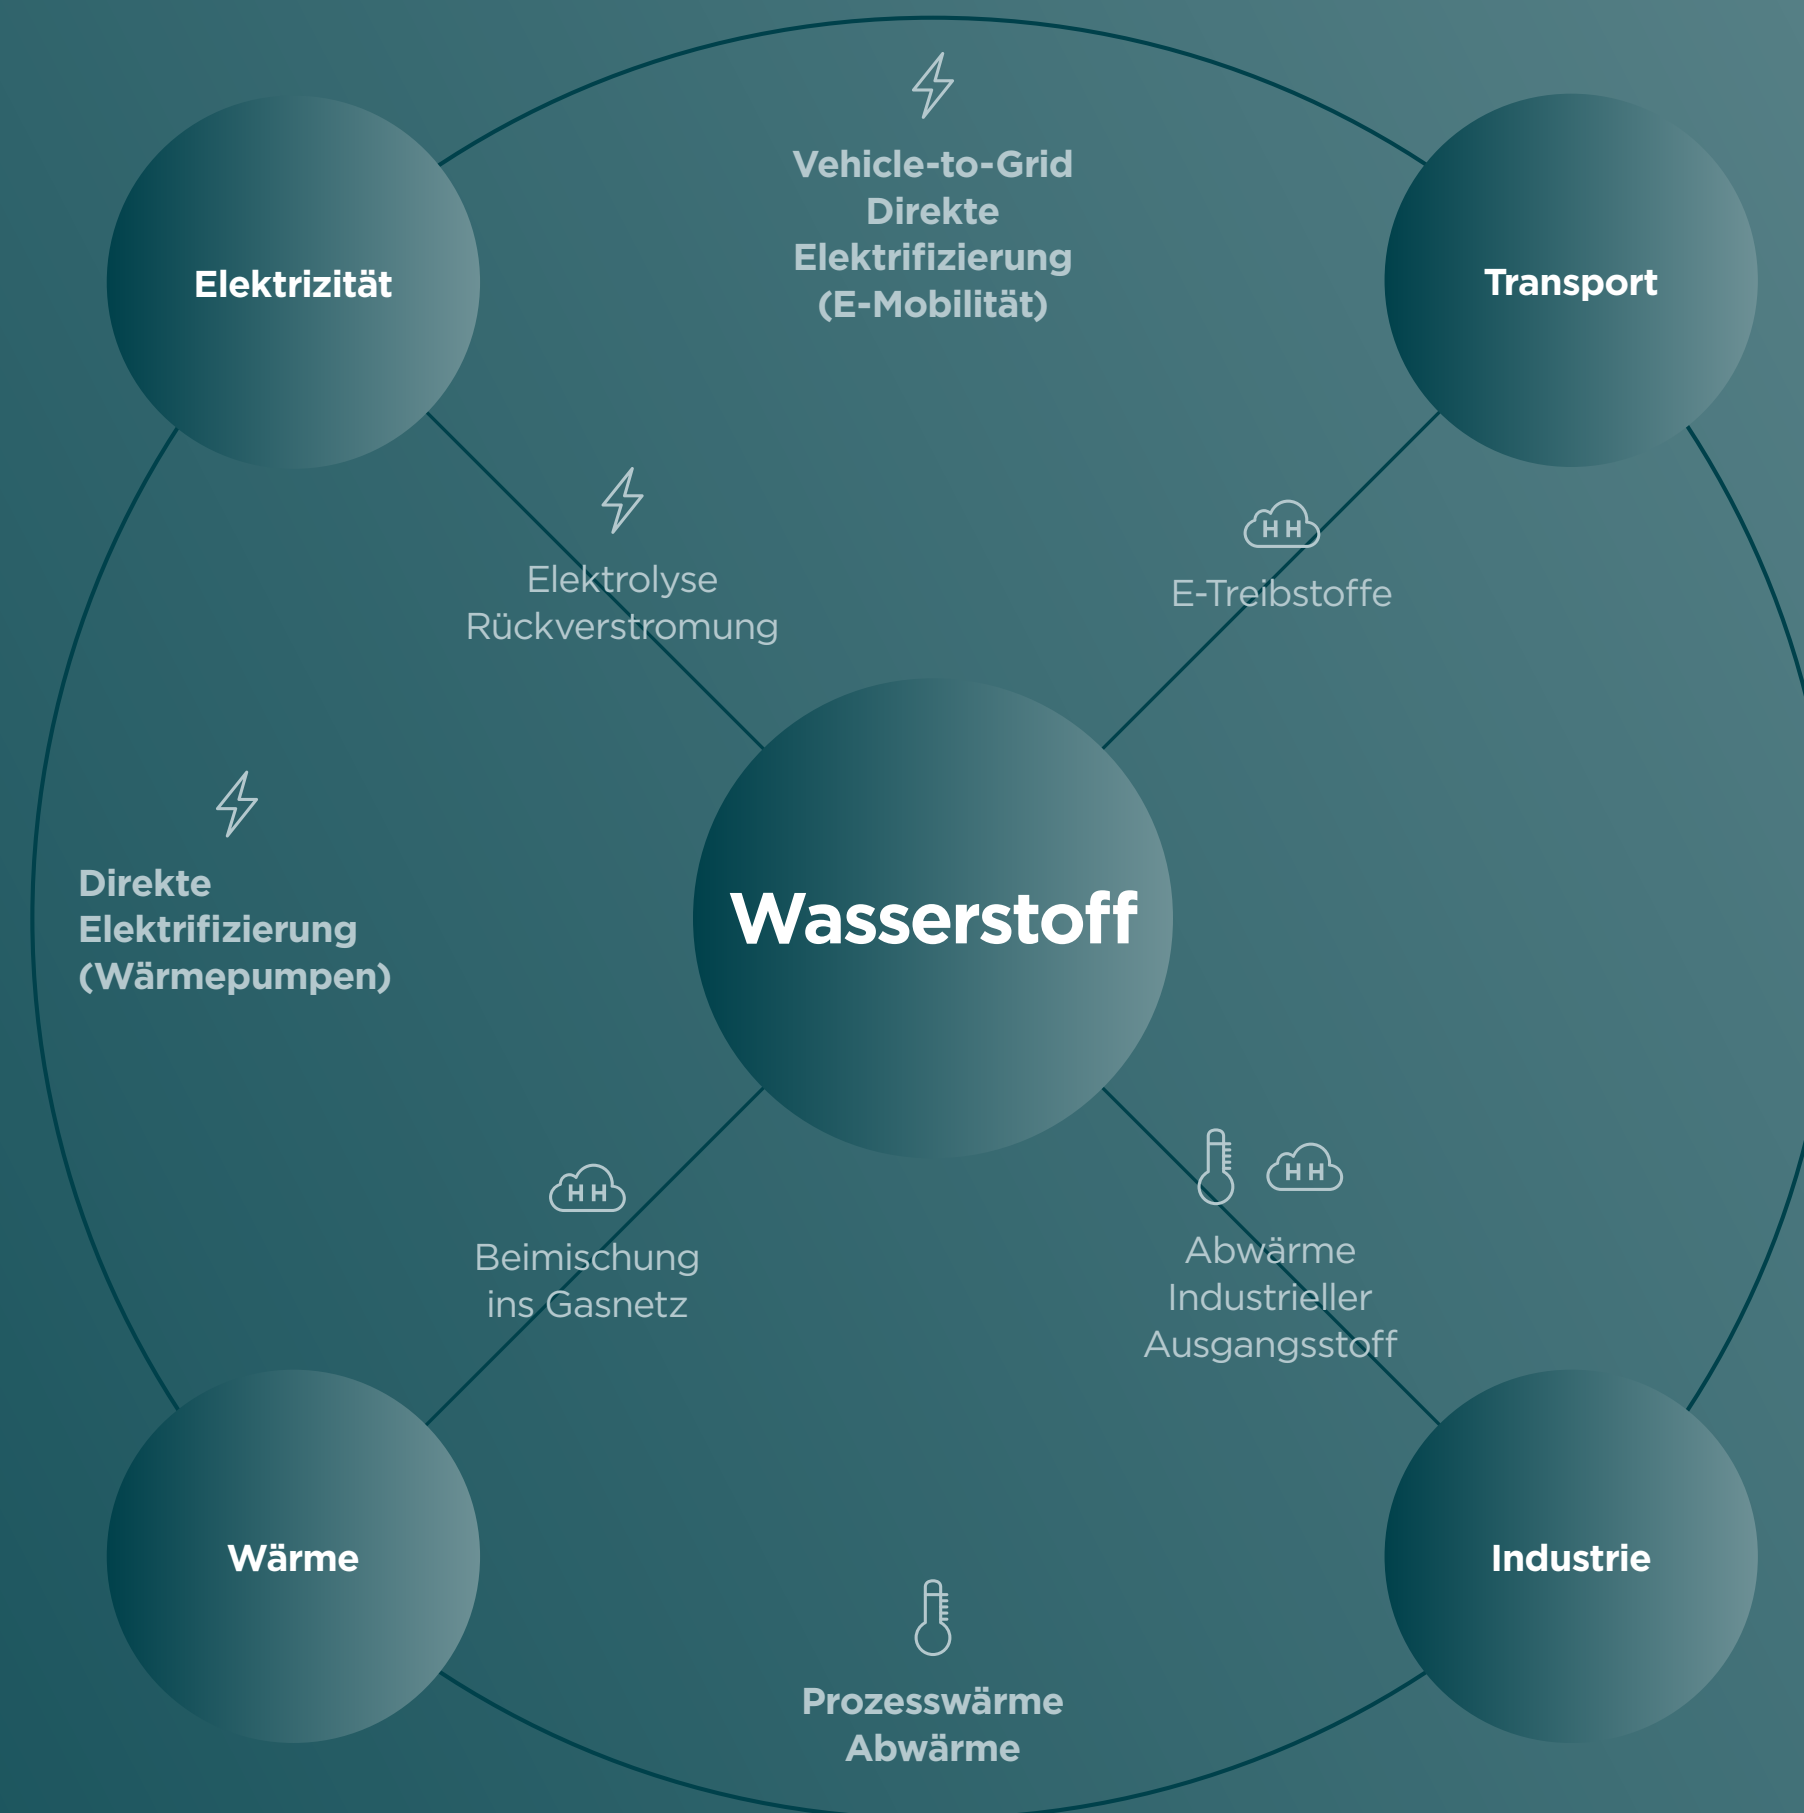 Vehicle-to-Grid
Direkte
Elektrifizierung
(E-Mobilität)
Elektrizität
Transport
Elektrolyse
Rückverstromung
H H
E-Treibstoffe
Direkte
Elektrifizierung
(Wärmepumpen)
Wasserstoff
H H
Beimischung
ins Gasnetz
H H
Abwärme
Industrieller
Ausgangsstoff
Wärme
Industrie
Prozesswärme
Abwärme